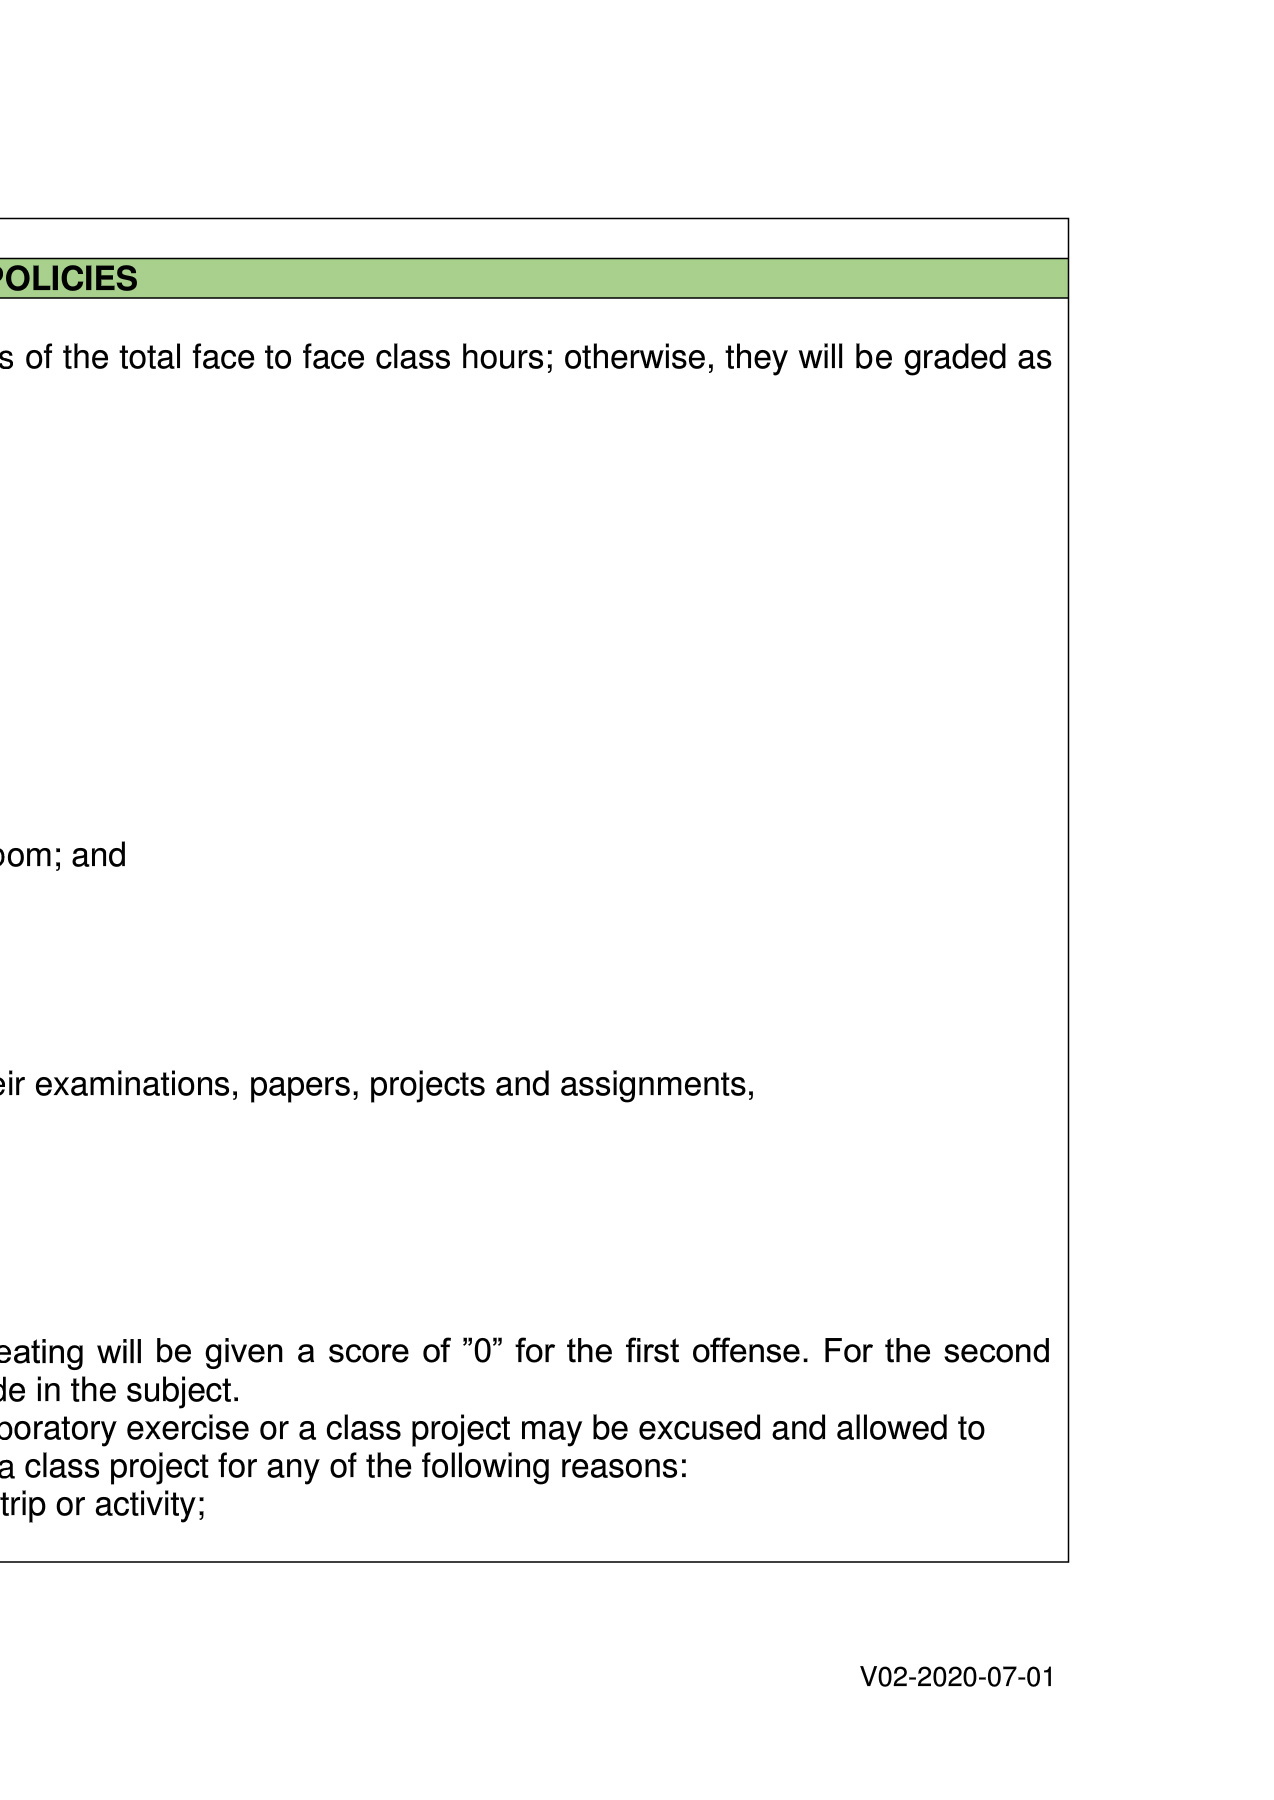 POLICIES
s of the total face to face class hours; otherwise, they will be graded as
oom; and
eir examinations, papers, projects and assignments,
eating will be given a score of ”0” for the first offense. For the second
de in the subject.
boratory exercise or a class project may be excused and allowed to
a class project for any of the following reasons:
trip or activity;
V02-2020-07-01